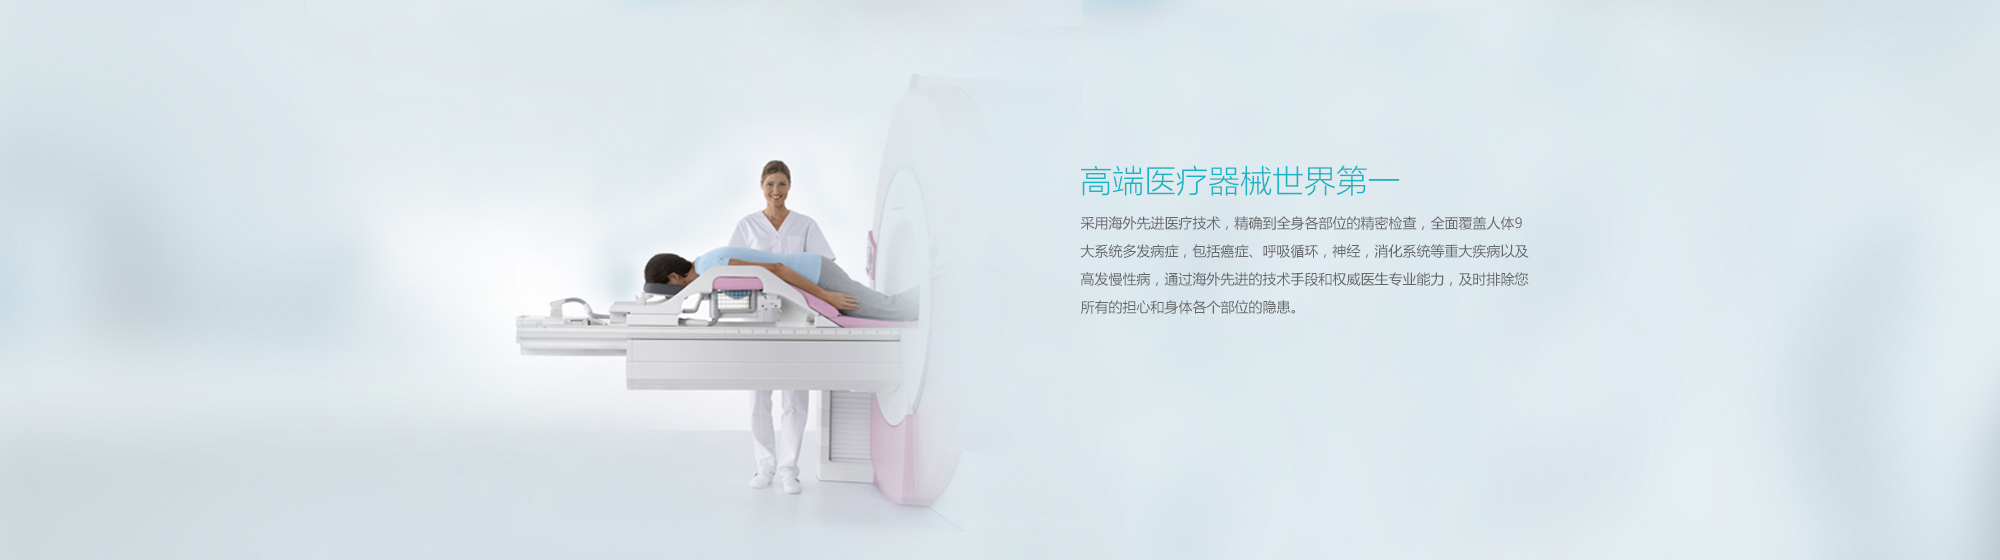 高端医疗器械世界第一
采用海外先进医疗技术，精确到全身各部位的精密检查，全面覆盖人体9
大系统多发病症，包括癌症、呼吸循环，神经，消化系统等重大疾病以及
高发慢性病，通过海外先进的技术手段和权威医生专业能力，及时排除您
所有的担心和身体各个部位的隐患。